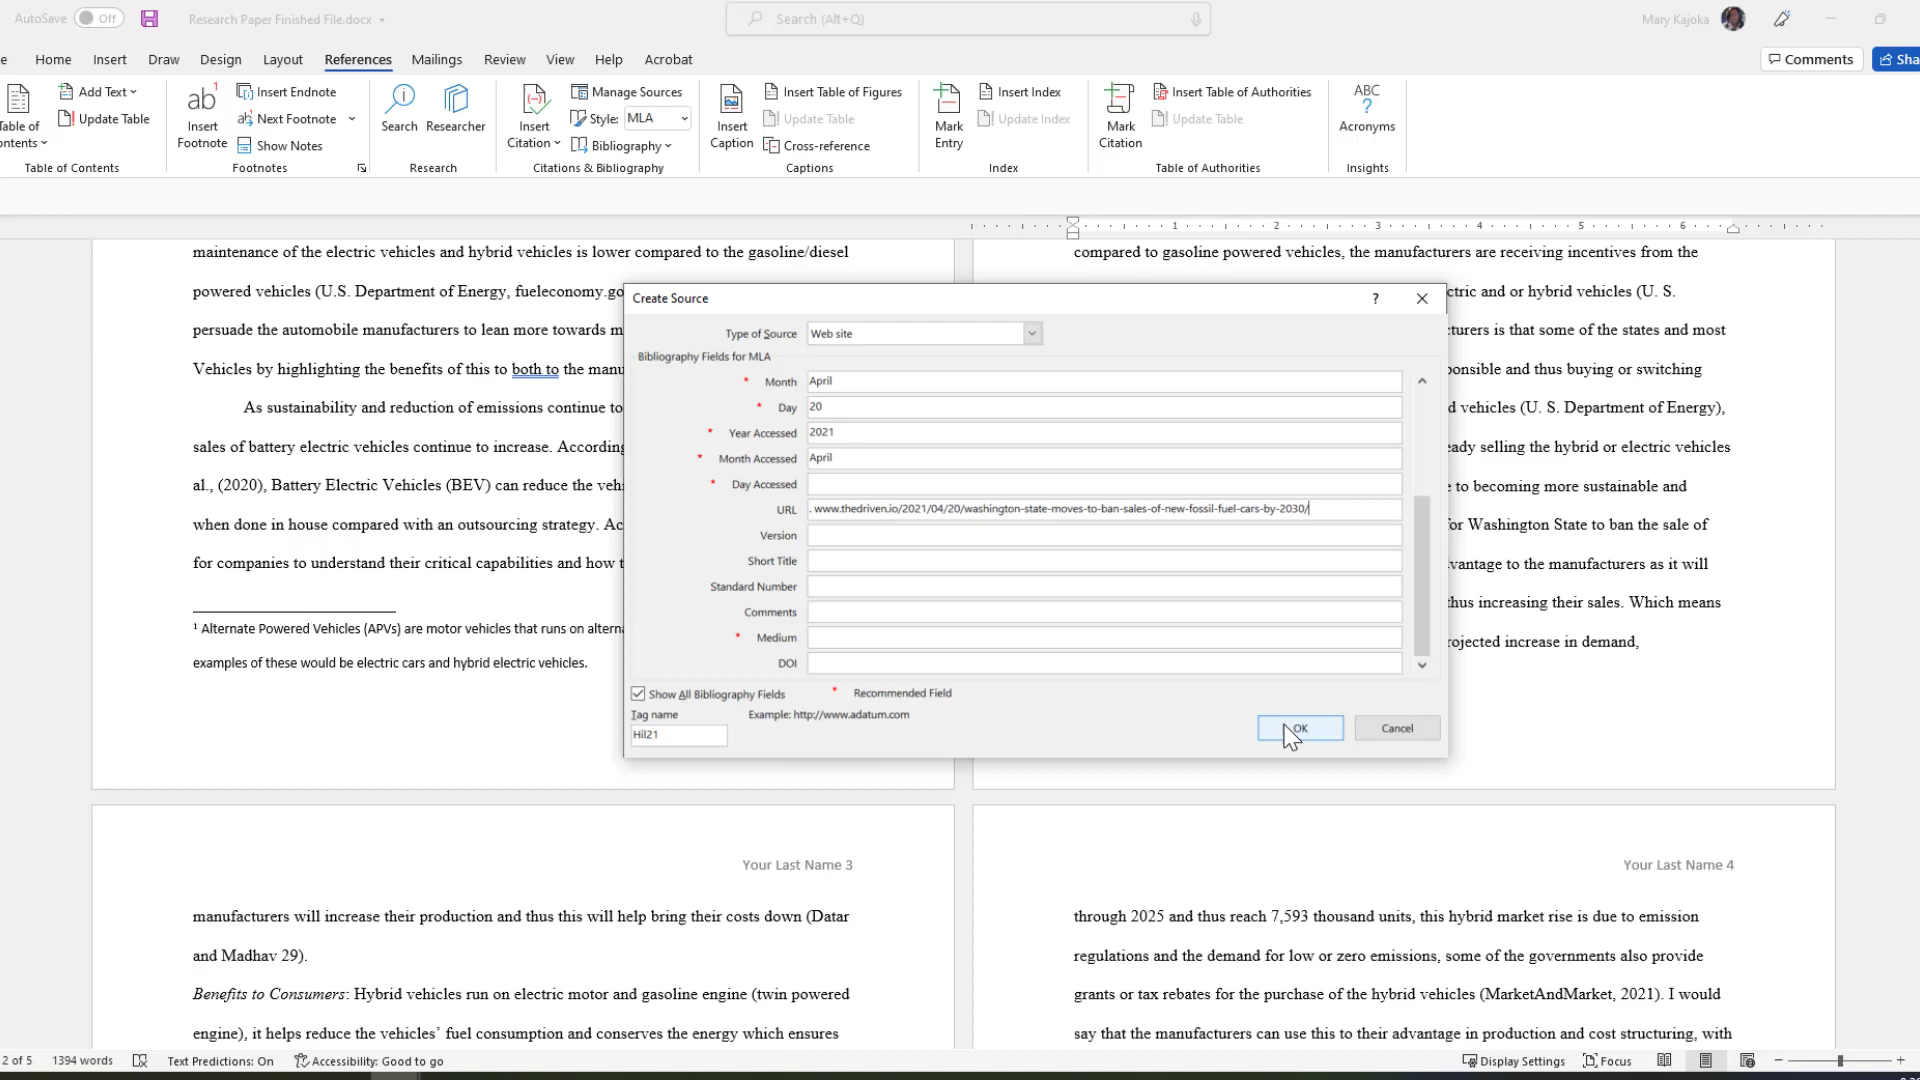 AutoSave Off Research Paper Finished File.docx Search (Alt+Q) Mary Kajoka
e Home Insert Draw Design Layout References Mailings Review View Help Acrobat Comments Sha
Table of ontents
Add Text
Update Table
Table of Contents
ab1
Insert Footnote
Insert Endnote
Next Footnote
Show Notes
Footnotes
Search
Researcher
Research
Insert Citation
Manage Sources
Style: MLA
Bibliography
Citations & Bibliography
Insert Caption
Insert Table of Figures
Update Table
Cross-reference
Captions
Mark Entry
Insert Index
Update Index
Index
Mark Citation
Insert Table of Authorities
Update Table
Table of Authorities
ABC
?
Acronyms
Insights
1 2 3 4 5 6
maintenance of the electric vehicles and hybrid vehicles is lower compared to the gasoline/diesel
powered vehicles (U.S. Department of Energy, fueleconomy.go
persuade the automobile manufacturers to lean more towards m
Vehicles by highlighting the benefits of this to both to the manu
As sustainability and reduction of emissions continue to
sales of battery electric vehicles continue to increase. According
al., (2020), Battery Electric Vehicles (BEV) can reduce the vehi
when done in house compared with an outsourcing strategy. Ac
for companies to understand their critical capabilities and how t
1 Alternate Powered Vehicles (APVs) are motor vehicles that runs on alterna
examples of these would be electric cars and hybrid electric vehicles.
compared to gasoline powered vehicles, the manufacturers are receiving incentives from the
ctric and or hybrid vehicles (U. S.
turers is that some of the states and most
ponsible and thus buying or switching
d vehicles (U. S. Department of Energy),
eady selling the hybrid or electric vehicles
e to becoming more sustainable and
for Washington State to ban the sale of
vantage to the manufacturers as it will
thus increasing their sales. Which means
rojected increase in demand,
Create Source ?
Type of Source Web site
Bibliography Fields for MLA
* Month April
* Day 20
* Year Accessed 2021
* Month Accessed April
* Day Accessed
URL . www.thedriven.io/2021/04/20/washington-state-moves-to-ban-sales-of-new-fossil-fuel-cars-by-2030/
Version
Short Title
Standard Number
Comments
* Medium
DOI
Show All Bibliography Fields * Recommended Field
Tag name Example: http://www.adatum.com
Hil21
OK Cancel
Your Last Name 3
manufacturers will increase their production and thus this will help bring their costs down (Datar
and Madhav 29).
Benefits to Consumers: Hybrid vehicles run on electric motor and gasoline engine (twin powered
engine), it helps reduce the vehicles’ fuel consumption and conserves the energy which ensures
Your Last Name 4
through 2025 and thus reach 7,593 thousand units, this hybrid market rise is due to emission
regulations and the demand for low or zero emissions, some of the governments also provide
grants or tax rebates for the purchase of the hybrid vehicles (MarketAndMarket, 2021). I would
say that the manufacturers can use this to their advantage in production and cost structuring, with
2 of 5 1394 words Text Predictions: On Accessibility: Good to go Display Settings Focus